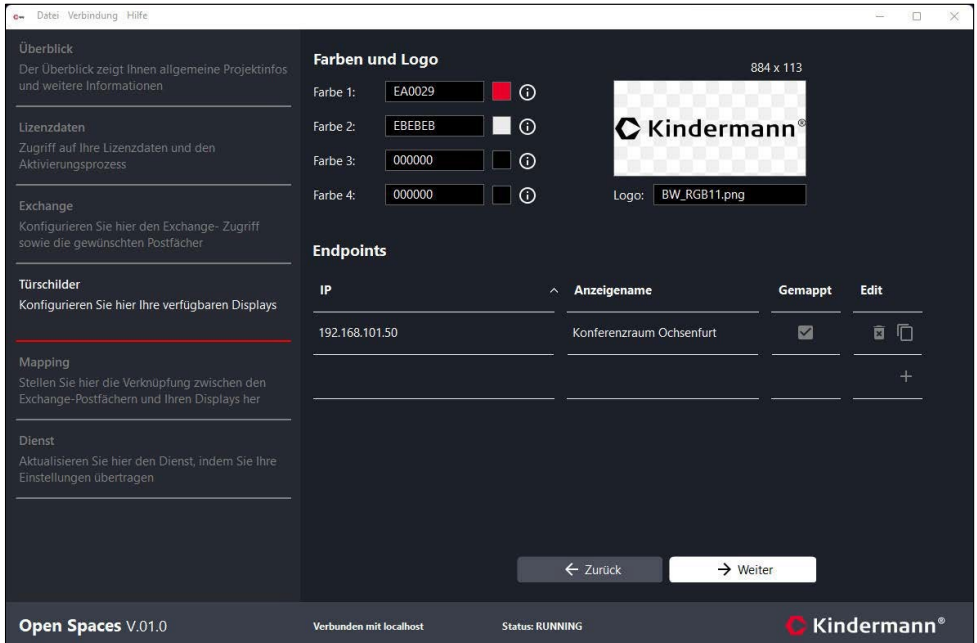 Datei Verbindung Hilfe
Überblick
Der Überblick zeigt Ihnen allgemeine Projektinfos
und weitere Informationen
Lizenzdaten
Zugriff auf Ihre Lizenzdaten und den
Aktivierungsprozess
Exchange
Konfigurieren Sie hier den Exchange- Zugriff
sowie die gewünschten Postfächer
Türschilder
Konfigurieren Sie hier Ihre verfügbaren Displays
Mapping
Stellen Sie hier die Verknüpfung zwischen den
Exchange-Postfächern und Ihren Displays her
Dienst
Aktualisieren Sie hier den Dienst, indem Sie Ihre
Einstellungen übertragen
Farben und Logo
884 x 113
Farbe 1: EA0029
Farbe 2: EBEBEB
Farbe 3: 000000
Farbe 4: 000000
Kindermann®
Logo: BW_RGB11.png
Endpoints
IP Anzeigename Gemappt Edit
192.168.101.50 Konferenzraum Ochsenfurt
Zurück Weiter
Open Spaces V.01.0 Verbunden mit localhost Status: RUNNING Kindermann®